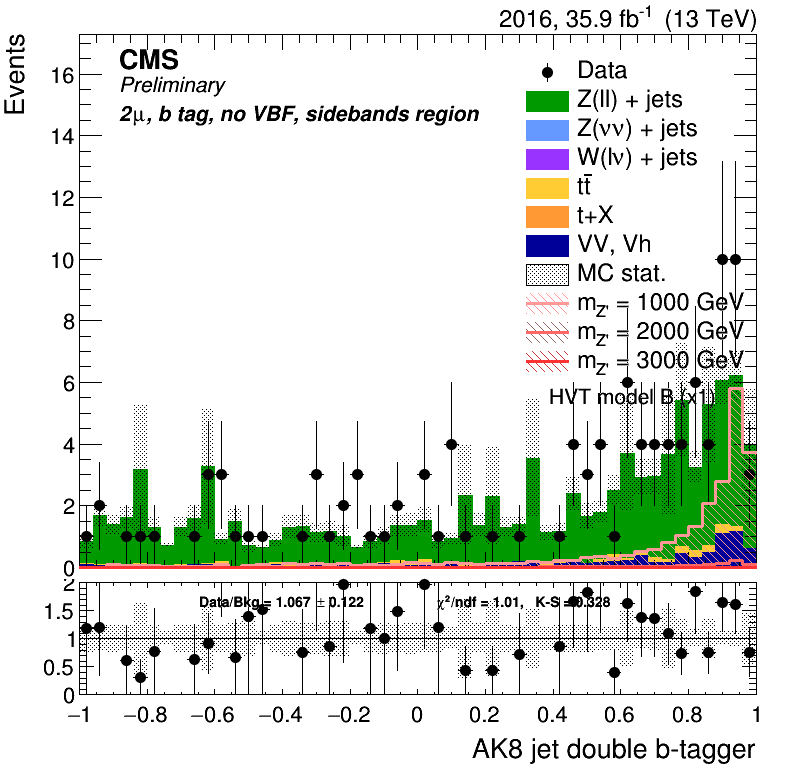 2016, 35.9 fb⁻¹ (13 TeV)
Events
CMS
Preliminary
2μ, b tag, no VBF, sidebands region
Data
Z(ll) + jets
Z(νν) + jets
W(lν) + jets
tt̄
t+X
VV, Vh
MC stat.
m_Z' = 1000 GeV
m_Z' = 2000 GeV
m_Z' = 3000 GeV
HVT model B (x1)
16
14
12
10
8
6
4
2
0
Data/Bkg = 1.067 ± 0.122 χ²/ndf = 1.01, K-S = 0.328
2
1.5
1
0.5
0
−1 −0.8 −0.6 −0.4 −0.2 0 0.2 0.4 0.6 0.8 1
AK8 jet double b-tagger